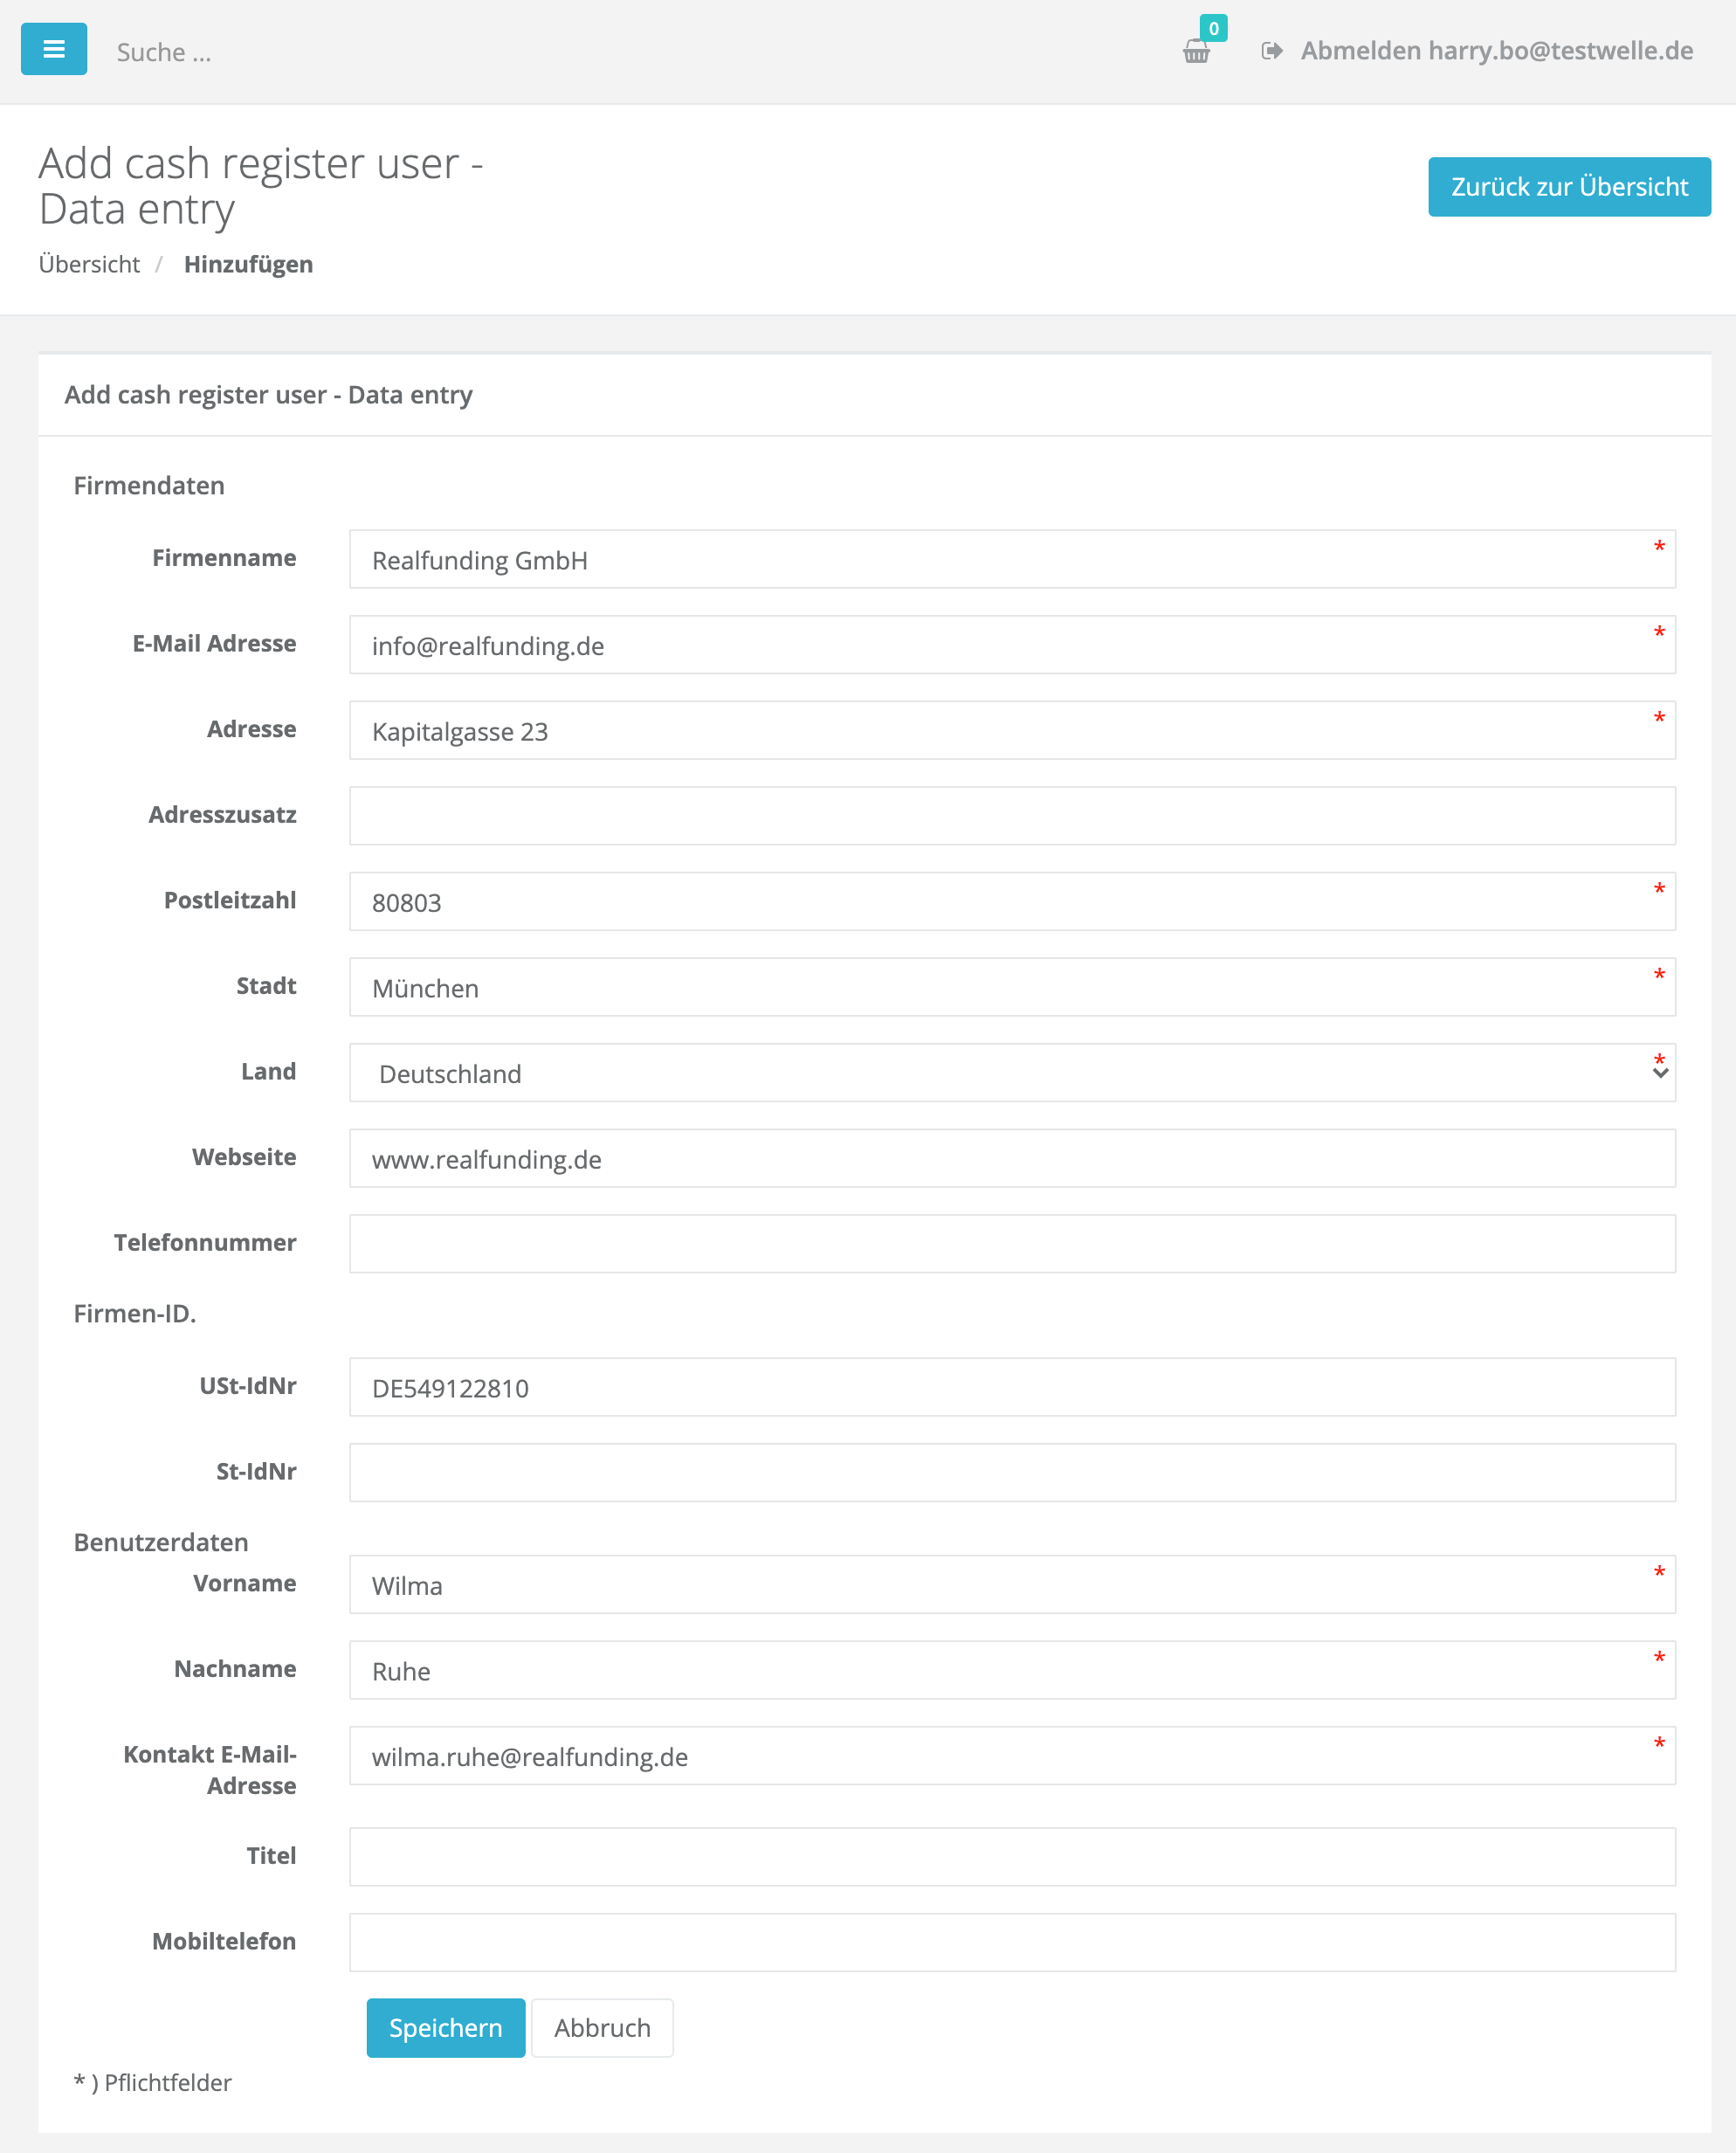 Suche ...
0
Abmelden harry.bo@testwelle.de
Add cash register user -
Data entry
Zurück zur Übersicht
Übersicht / Hinzufügen
Add cash register user - Data entry
Firmendaten
Firmenname Realfunding GmbH *
E-Mail Adresse info@realfunding.de *
Adresse Kapitalgasse 23 *
Adresszusatz
Postleitzahl 80803 *
Stadt München *
Land Deutschland *
Webseite www.realfunding.de
Telefonnummer
Firmen-ID.
USt-IdNr DE549122810
St-IdNr
Benutzerdaten
Vorname Wilma *
Nachname Ruhe *
Kontakt E-Mail-
Adresse
wilma.ruhe@realfunding.de *
Titel
Mobiltelefon
Speichern Abbruch
* ) Pflichtfelder